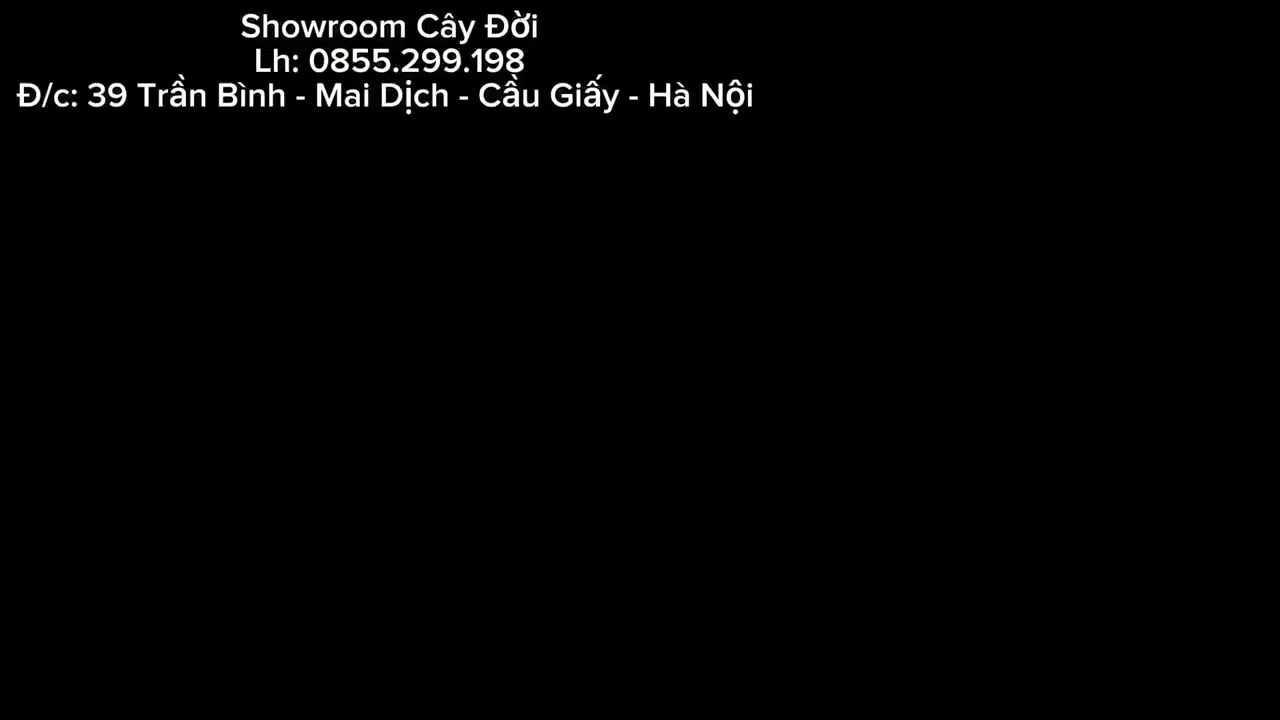 Showroom Cây Đời
Lh: 0855.299.198
Đ/c: 39 Trần Bình - Mai Dịch - Cầu Giấy - Hà Nội